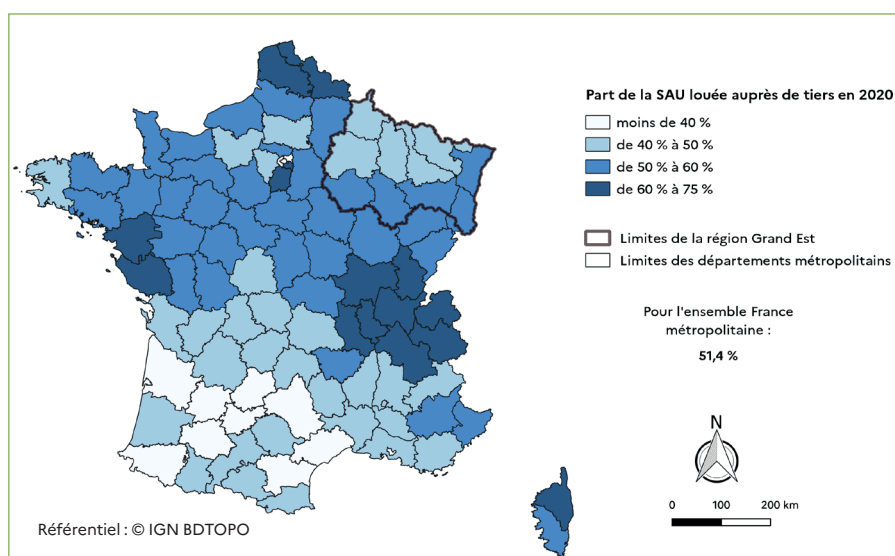 Part de la SAU louée auprès de tiers en 2020
moins de 40 %
de 40 % à 50 %
de 50 % à 60 %
de 60 % à 75 %
Limites de la région Grand Est
Limites des départements métropolitains
Pour l'ensemble France
métropolitaine :
51,4 %
N
0 100 200 km
Référentiel : © IGN BDTOPO